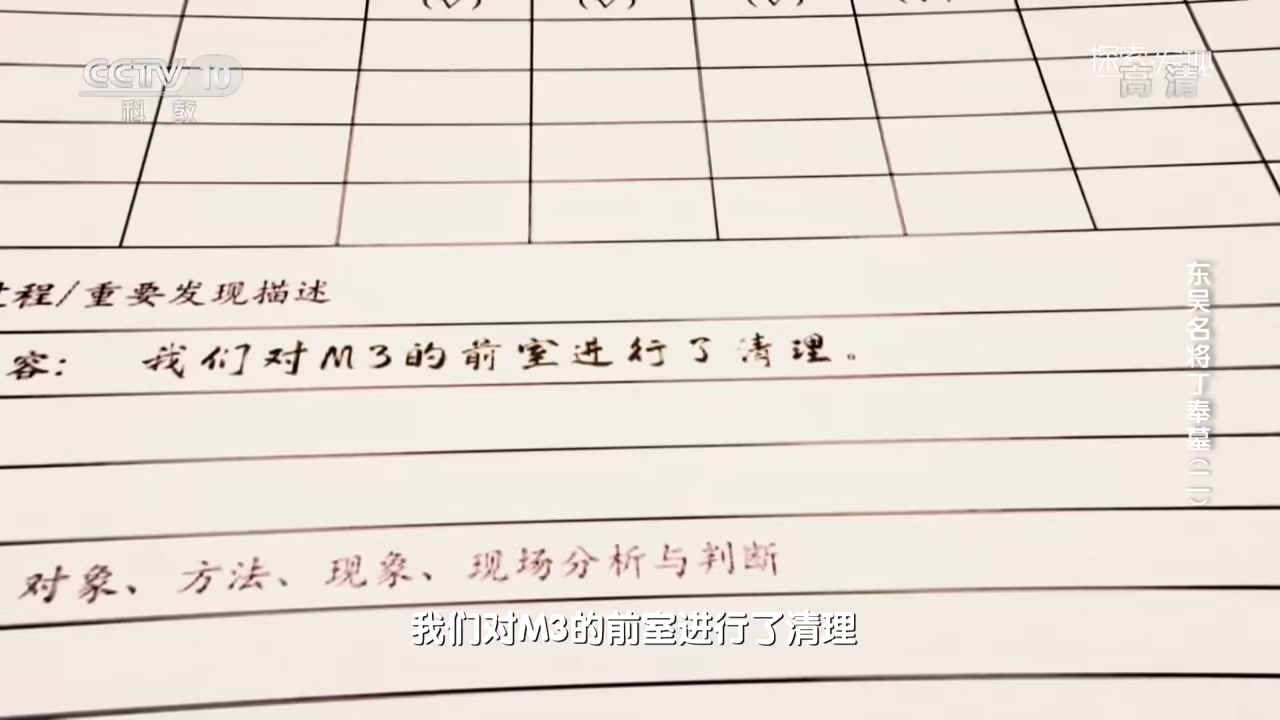 (√) (√) (√)
CCTV 10
科教
探索·发现
高清
程/重要发现描述
容: 我们对M3的前室进行了清理。
对象、方法、现象、现场分析与判断
我们对M3的前室进行了清理
东吴名将丁奉墓(二)